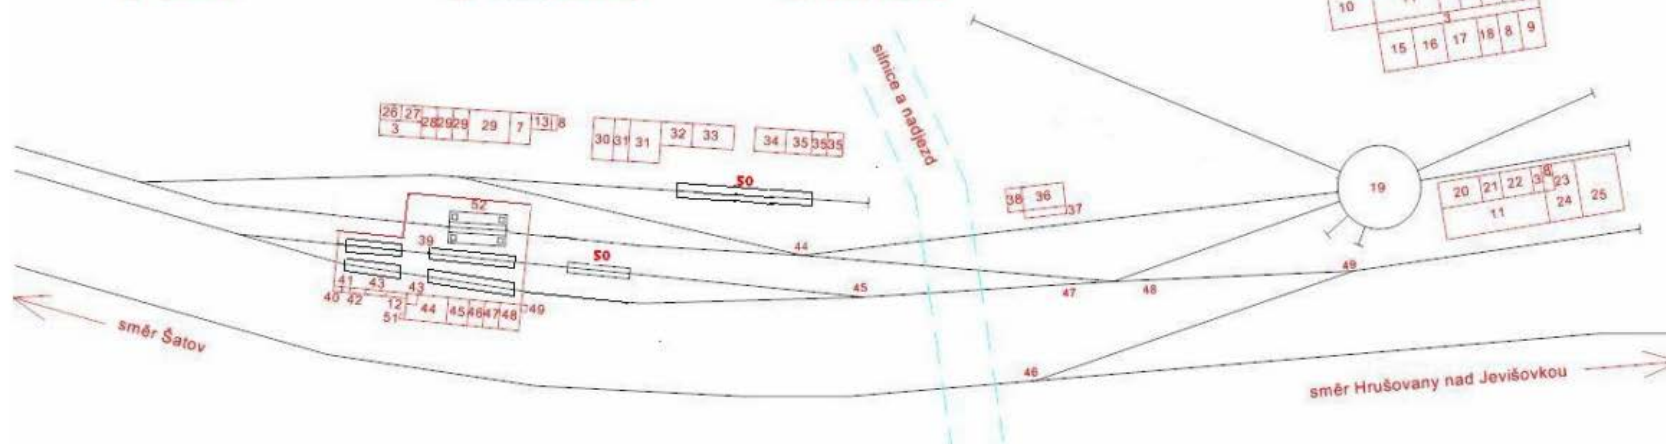 10
3
15 16 17 18 8 9
silnice a nadjezd
26 27
3 28 29 29 29 7 13 8
30 31 31 32 33
34 35 35 35
50
38 36
37
19
20 21 22 3 8 23
11 24 25
52
39
50
44
41 43 43
40 42
12 44 45 46 47 48 49
51
45
47 48
49
46
směr Šatov
směr Hrušovany nad Jevišovkou